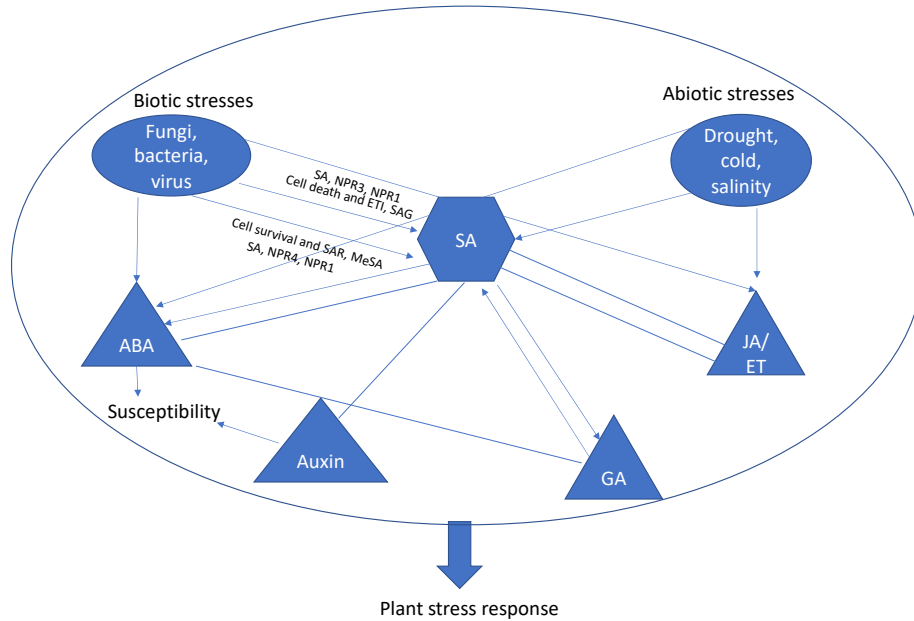 Biotic stresses
Abiotic stresses
Fungi,
bacteria,
virus
Drought,
cold,
salinity
SA, NPR3, NPR1
Cell death and ETI, SAG
Cell survival and SAR, MeSA
SA, NPR4, NPR1
SA
ABA
JA/
ET
Susceptibility
Auxin
GA
Plant stress response